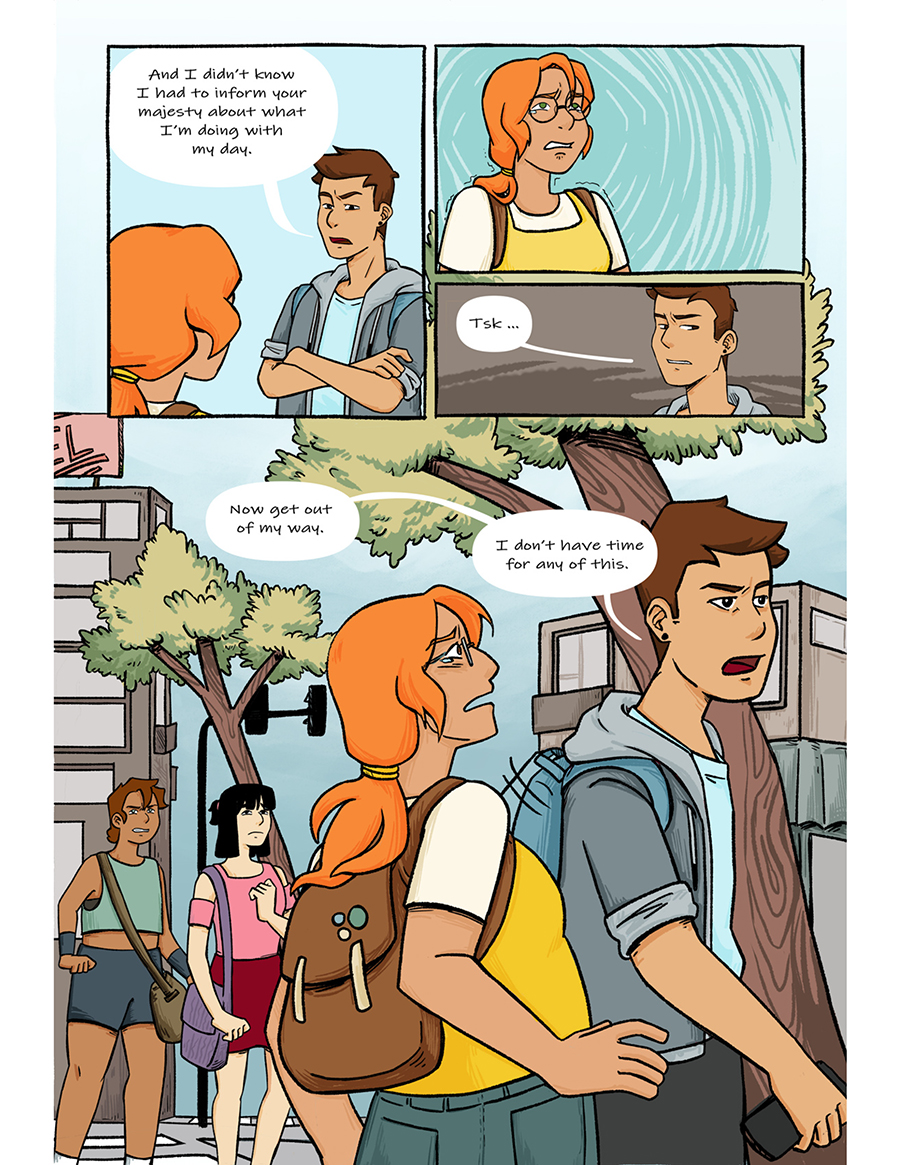 And I didn't know
I had to inform your
majesty about what
I'm doing with
my day.
Tsk ...
EL
Now get out
of my way.
I don't have time
for any of this.